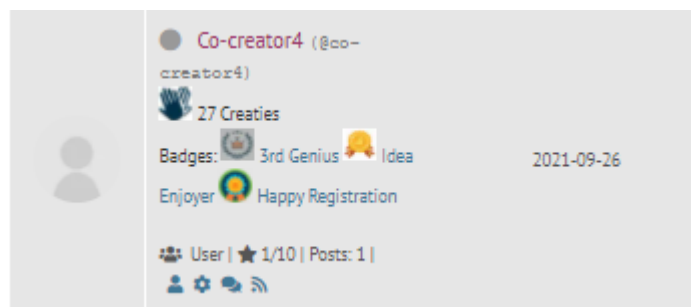 Co-creator4 (@co-
creator4)
27 Creaties
Badges: 3rd Genius Idea
Enjoyer Happy Registration
2021-09-26
User | 1/10 | Posts: 1 |